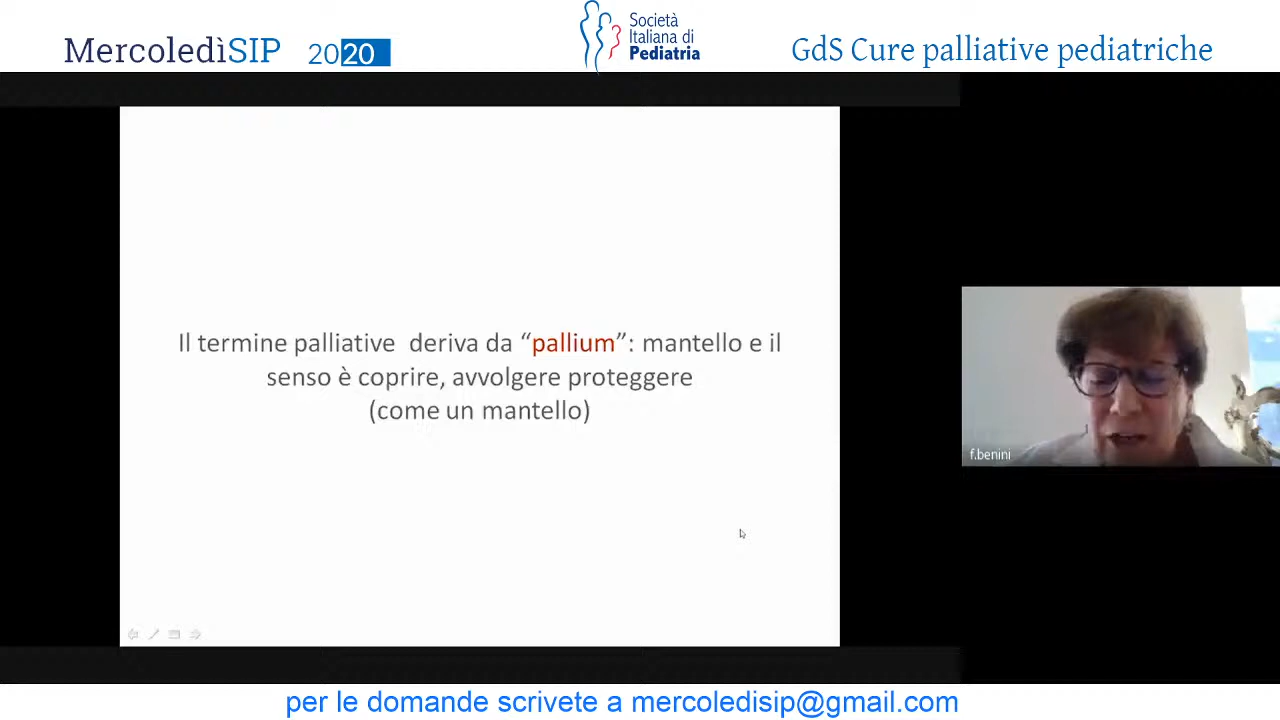 MercoledìSIP 2020
Società
Italiana di
Pediatria
GdS Cure palliative pediatriche
Il termine palliative deriva da “pallium”: mantello e il
senso è coprire, avvolgere proteggere
(come un mantello)
f.benini
per le domande scrivete a mercoledisip@gmail.com